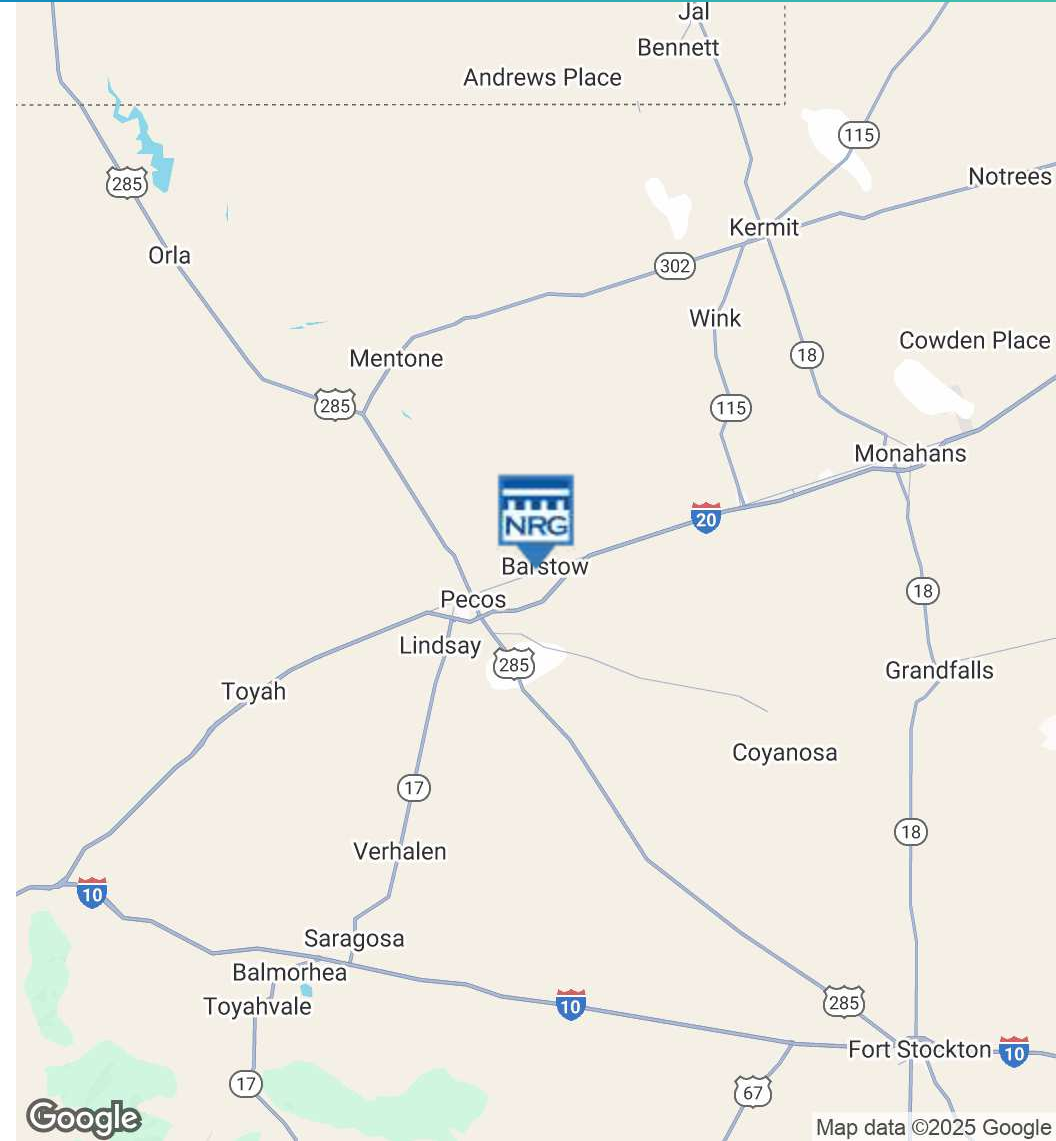 Jal
Bennett
Andrews Place
115
285
Notrees
Kermit
Orla
302
Wink
Cowden Place
Mentone
18
285
115
Monahans
NRG
20
Barstow
18
Pecos
Lindsay
285
Grandfalls
Toyah
Coyanosa
17
18
Verhalen
10
Saragosa
Balmorhea
Toyahvale
10
285
Fort Stockton
10
17
67
Google
Map data ©2025 Google